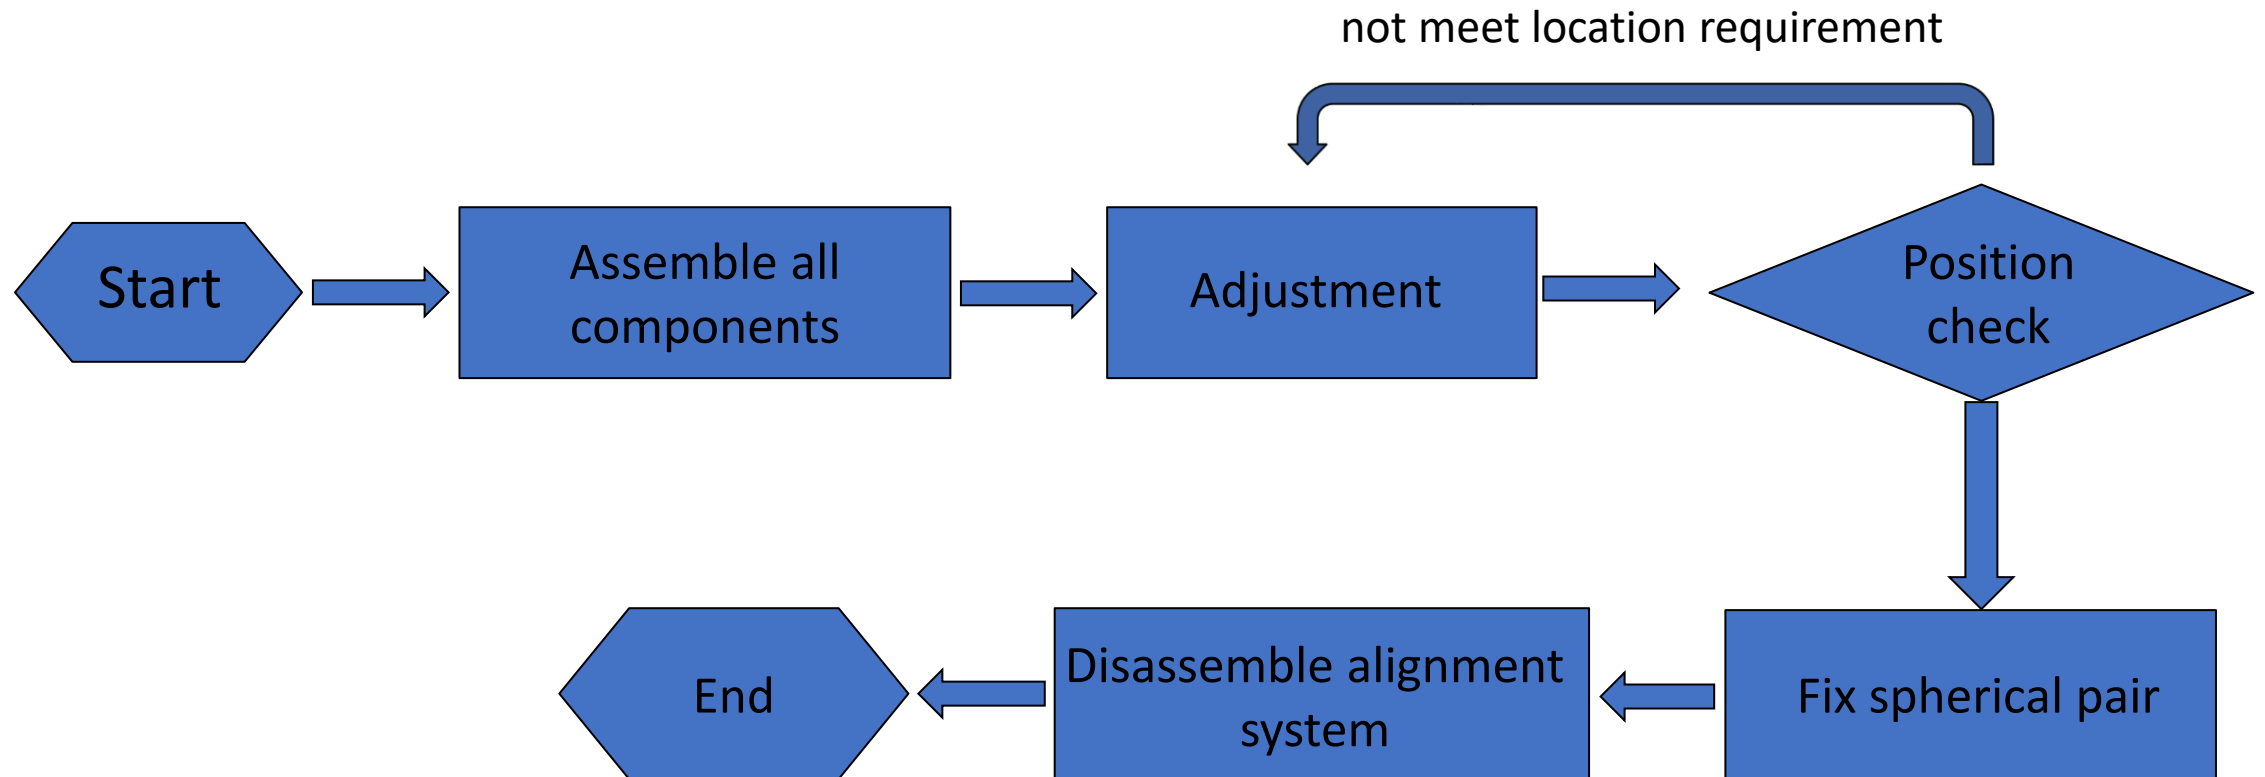 not meet location requirement
Start
Assemble all
components
Adjustment
Position
check
Fix spherical pair
Disassemble alignment
system
End